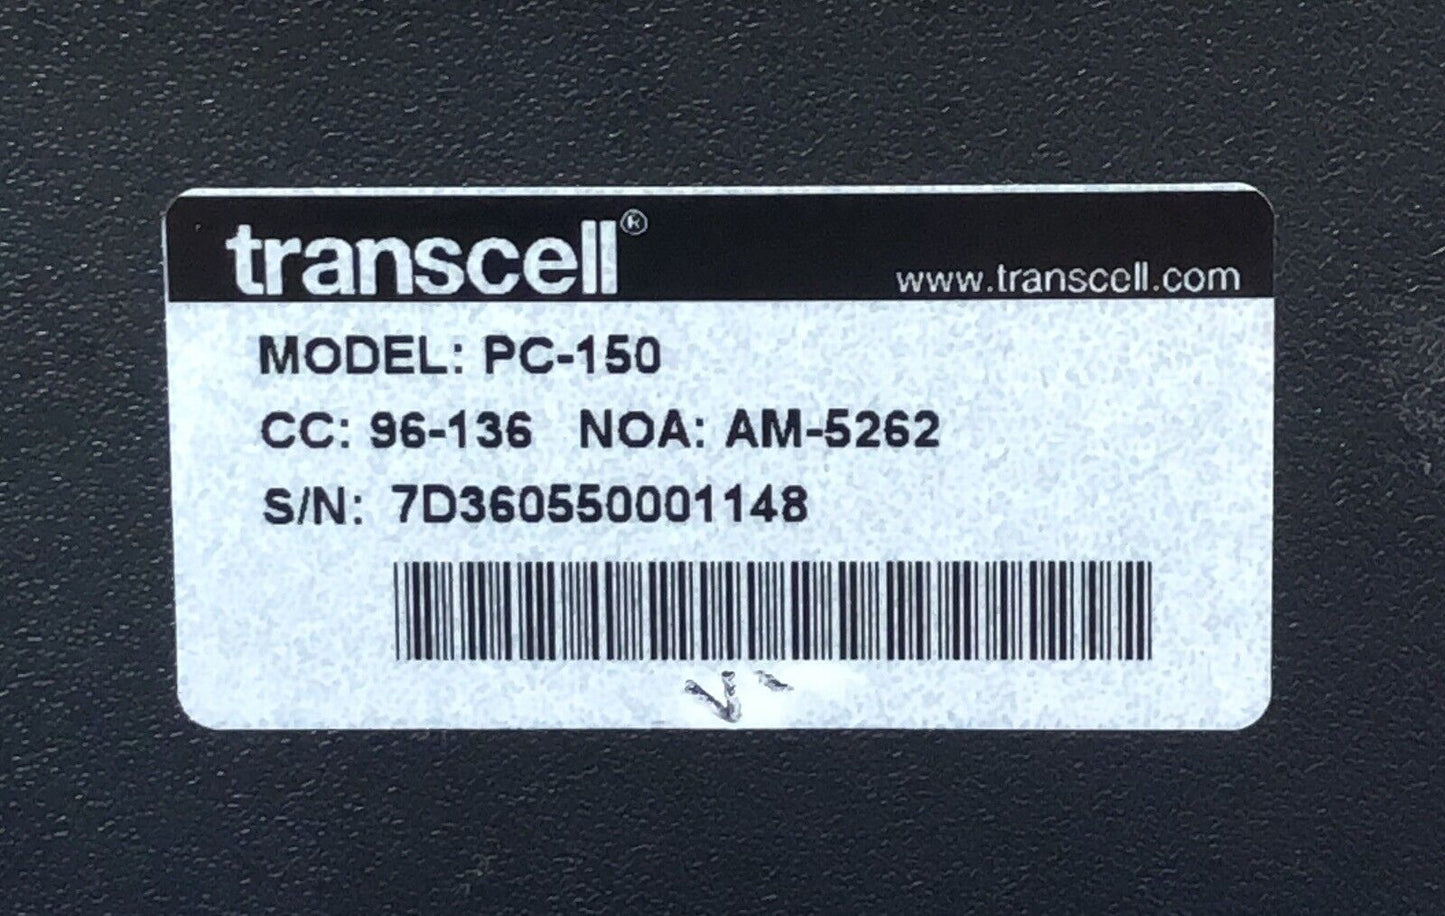 transcell®
www.transcell.com
MODEL: PC-150
CC: 96-136 NOA: AM-5262
S/N: 7D360550001148